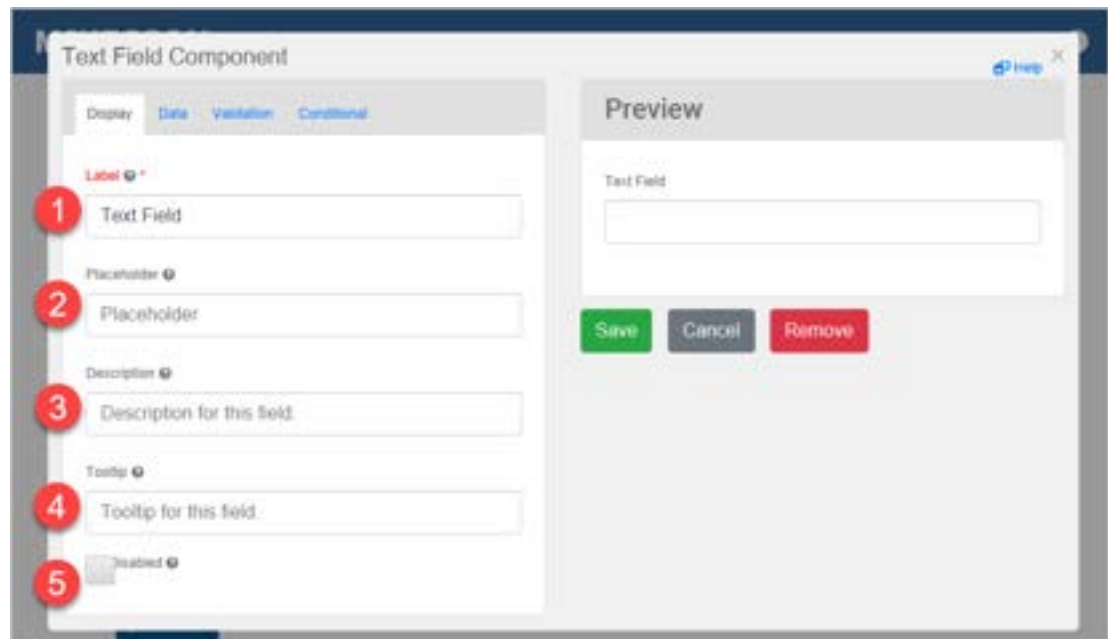 Text Field Component
Help ×
Display Data Validation Conditional
Label *
1 Text Field
Placeholder
2 Placeholder
Description
3 Description for this field.
Tooltip
4 Tooltip for this field.
Disabled
5
Preview
Text Field
Save Cancel Remove